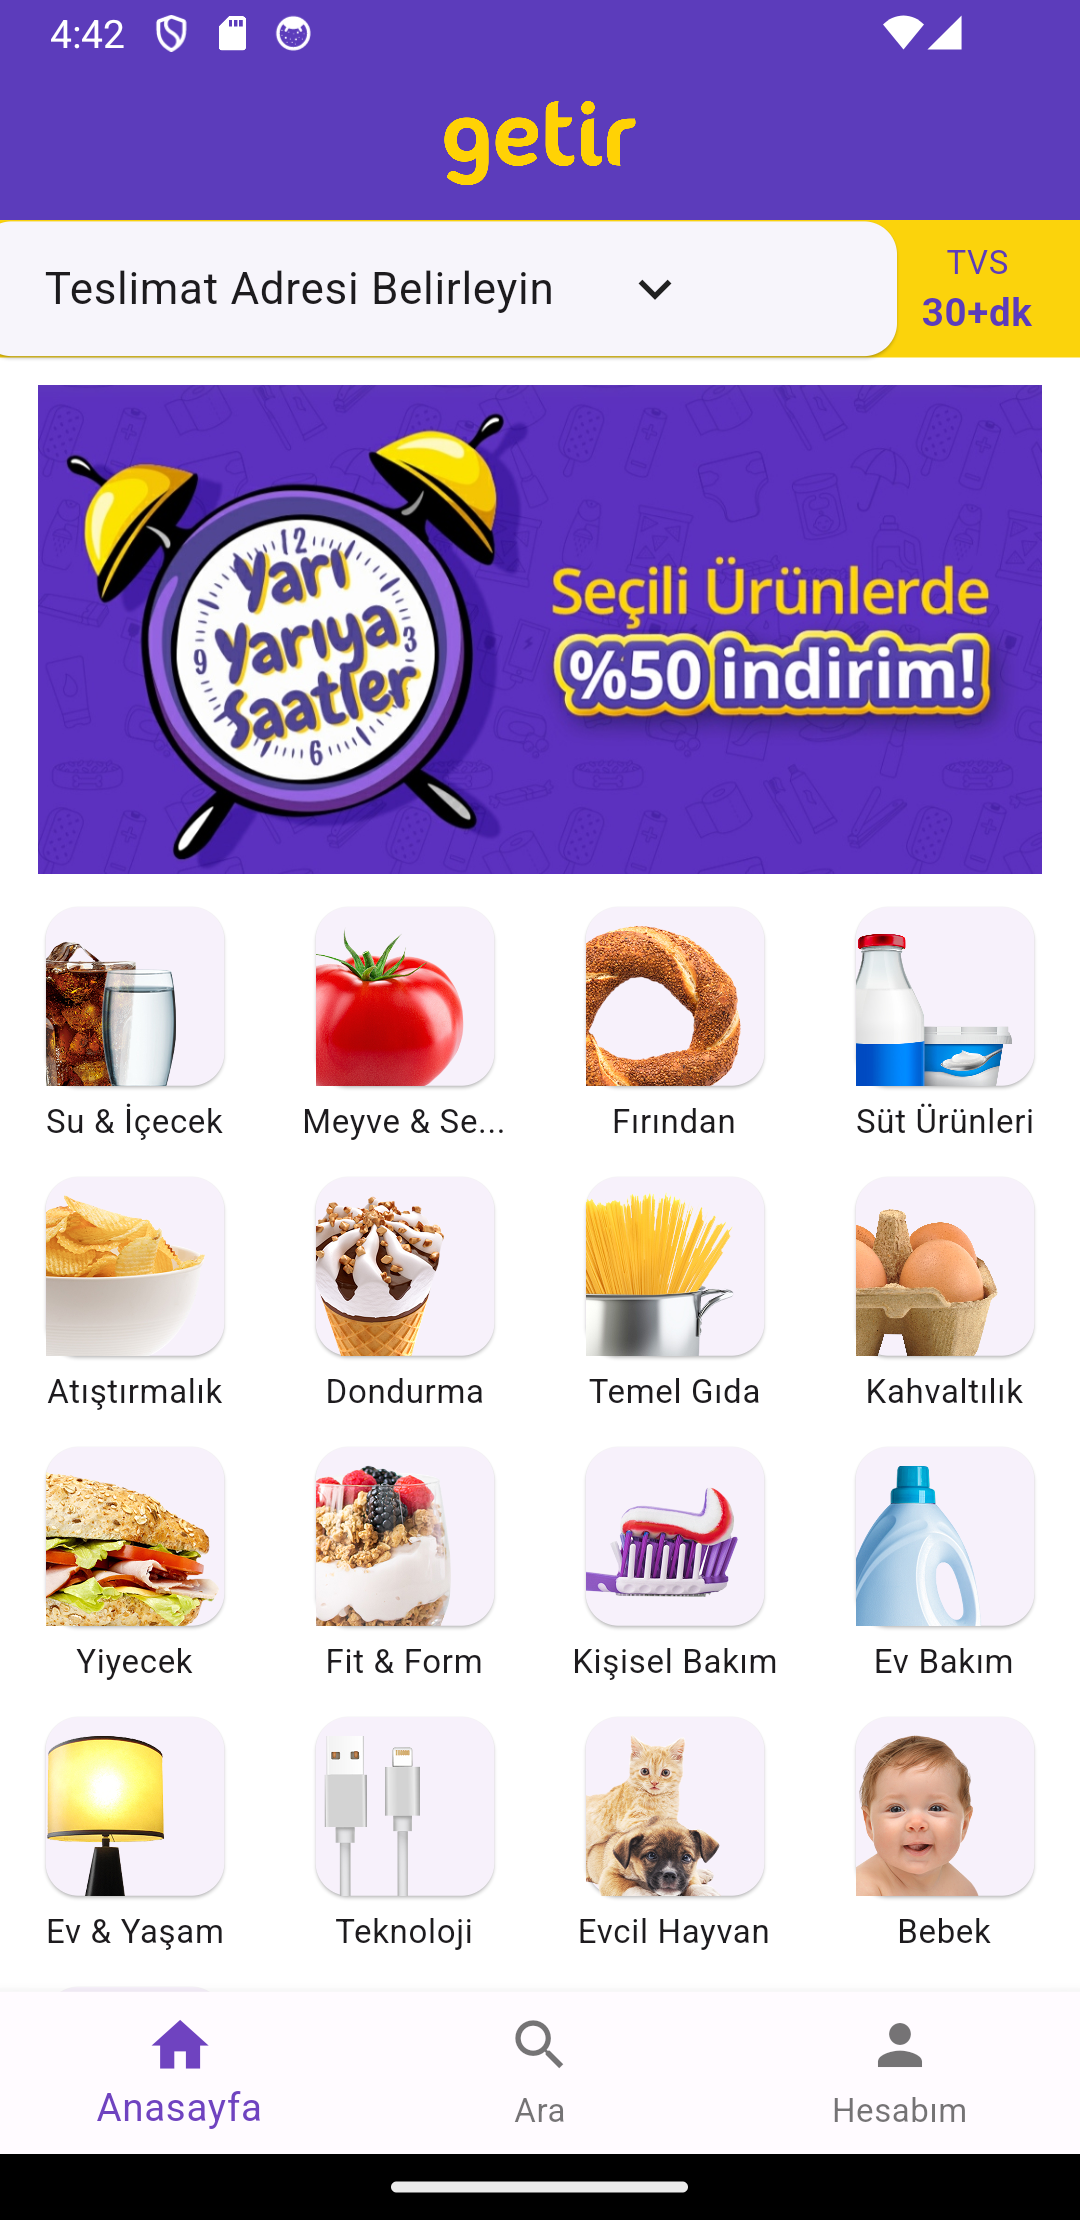 4:42
getir
Teslimat Adresi Belirleyin
TVS
30+dk
12
3
9
6
Yarı
Yarıya
Saatler
Seçili Ürünlerde
%50 indirim!
Su & İçecek
Meyve & Se...
Fırından
Süt Ürünleri
Atıştırmalık
Dondurma
Temel Gıda
Kahvaltılık
Yiyecek
Fit & Form
Kişisel Bakım
Ev Bakım
Ev & Yaşam
Teknoloji
Evcil Hayvan
Bebek
Anasayfa
Ara
Hesabım